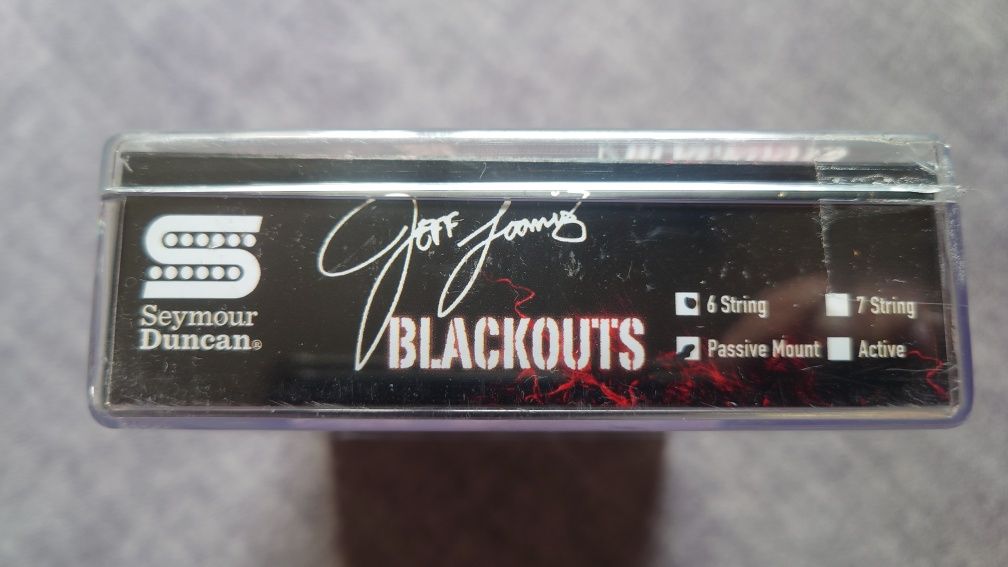 Jeff Loomis
Seymour
Duncan®
BLACKOUTS
6 String
7 String
Passive Mount
Active